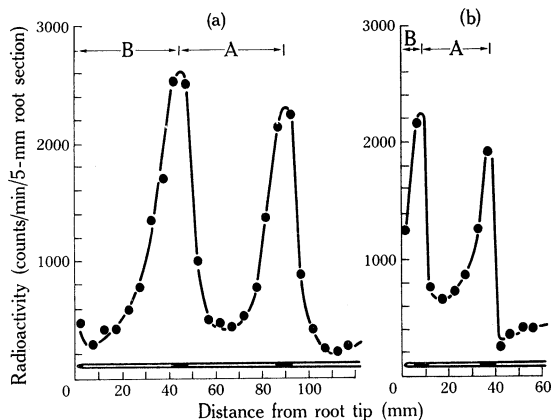 (a)
(b)
3000
B
A
2000
1000
0
20
40
60
80
100
3000
B
A
2000
1000
0
20
40
60
Radioactivity (counts/min/5-mm root section)
Distance from root tip (mm)